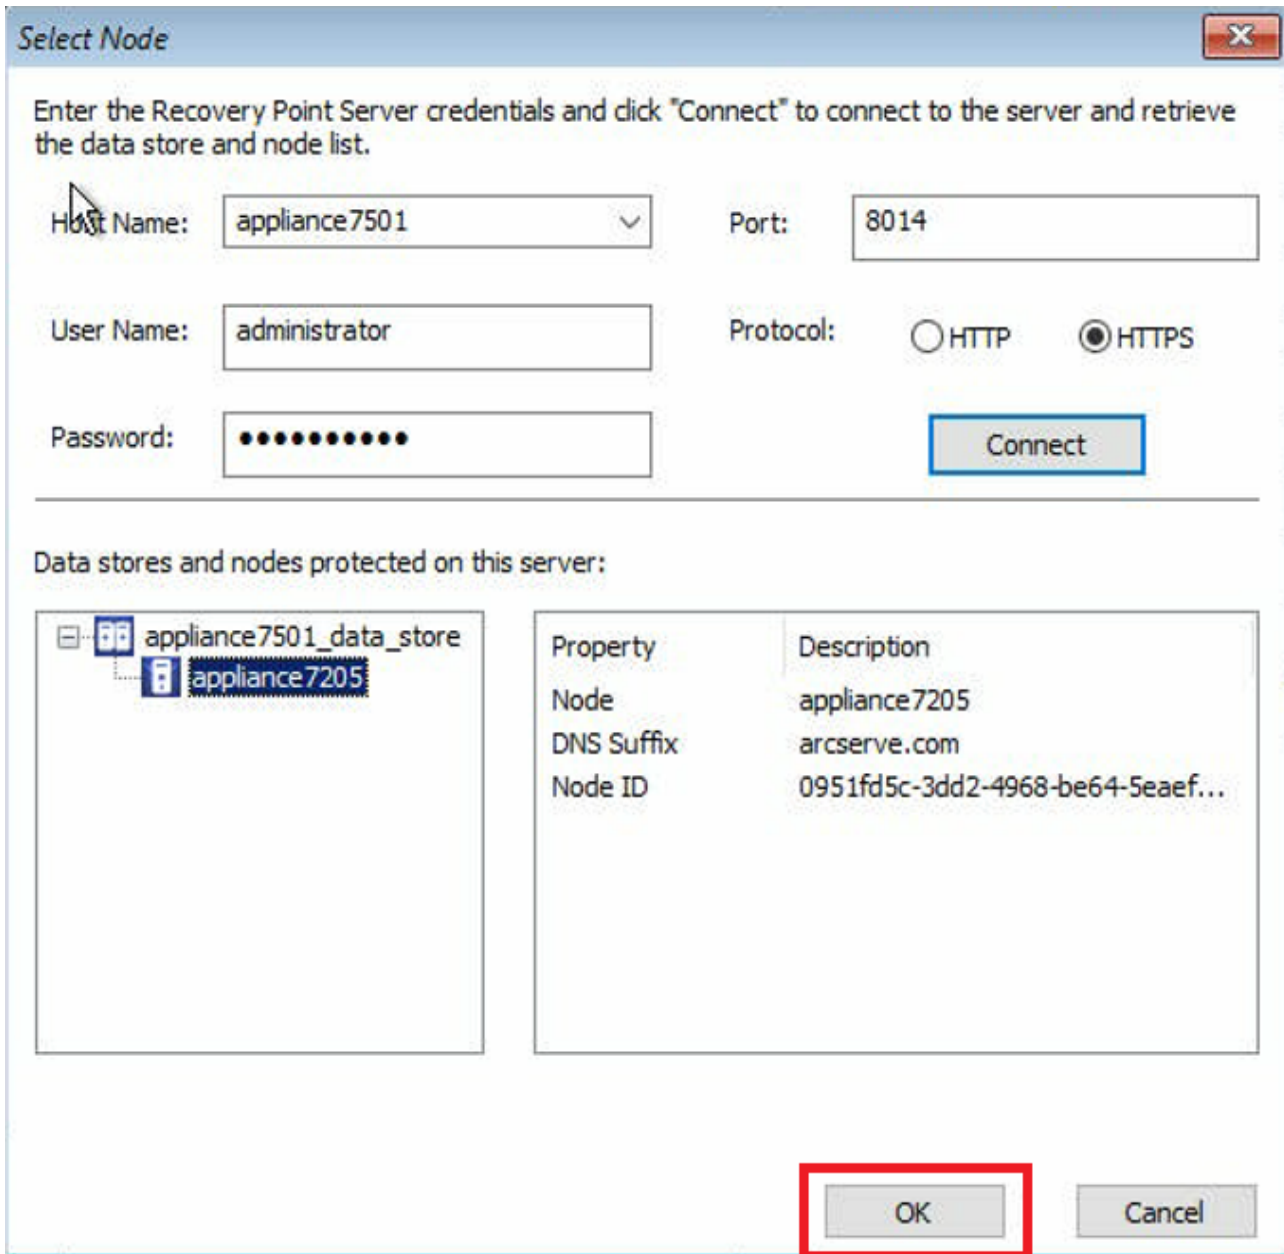 Select Node
Enter the Recovery Point Server credentials and click "Connect" to connect to the server and retrieve
the data store and node list.
Host Name: appliance7501 Port: 8014
User Name: administrator Protocol: HTTP HTTPS
Password: ●●●●●●●●●●
Connect
Data stores and nodes protected on this server:
appliance7501_data_store
appliance7205
Property Description
Node appliance7205
DNS Suffix arcserve.com
Node ID 0951fd5c-3dd2-4968-be64-5eaef...
OK Cancel